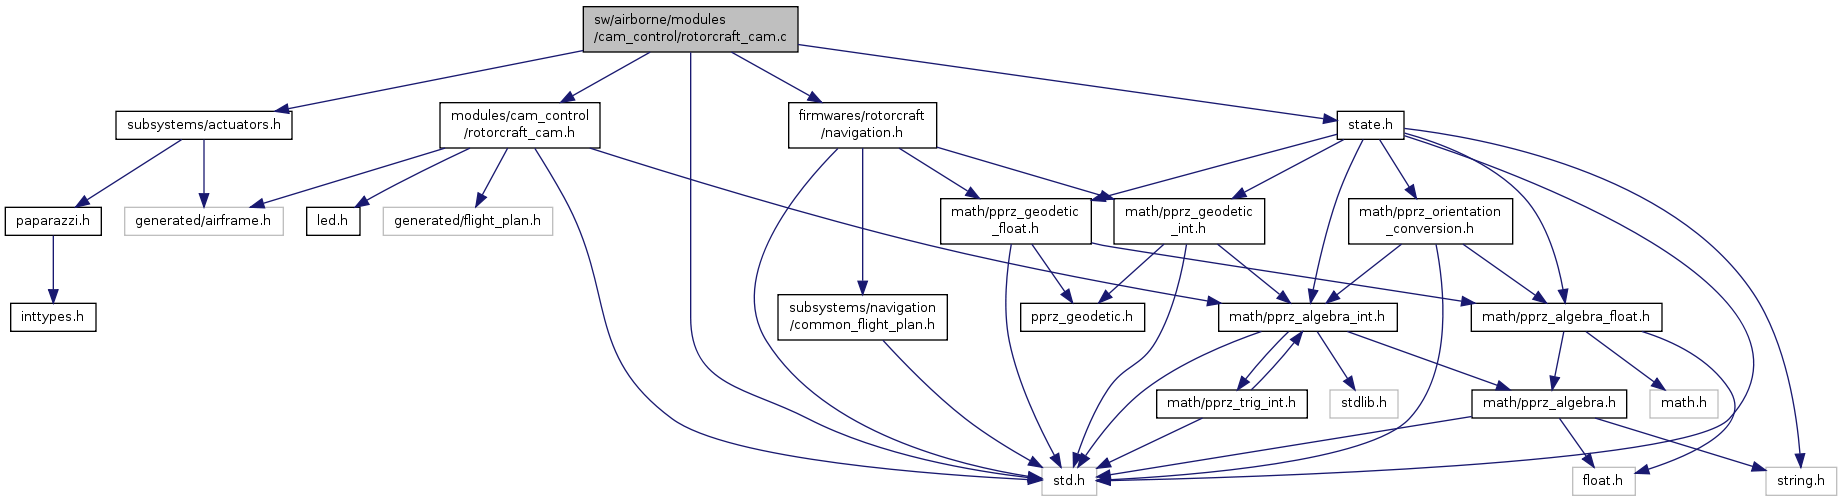 sw/airborne/modules
/cam_control/rotorcraft_cam.c
subsystems/actuators.h
modules/cam_control
/rotorcraft_cam.h
firmwares/rotorcraft
/navigation.h
state.h
paparazzi.h
generated/airframe.h
led.h
generated/flight_plan.h
math/pprz_geodetic
_float.h
math/pprz_geodetic
_int.h
math/pprz_orientation
_conversion.h
inttypes.h
subsystems/navigation
/common_flight_plan.h
pprz_geodetic.h
math/pprz_algebra_int.h
math/pprz_algebra_float.h
math/pprz_trig_int.h
stdlib.h
math/pprz_algebra.h
math.h
std.h
float.h
string.h